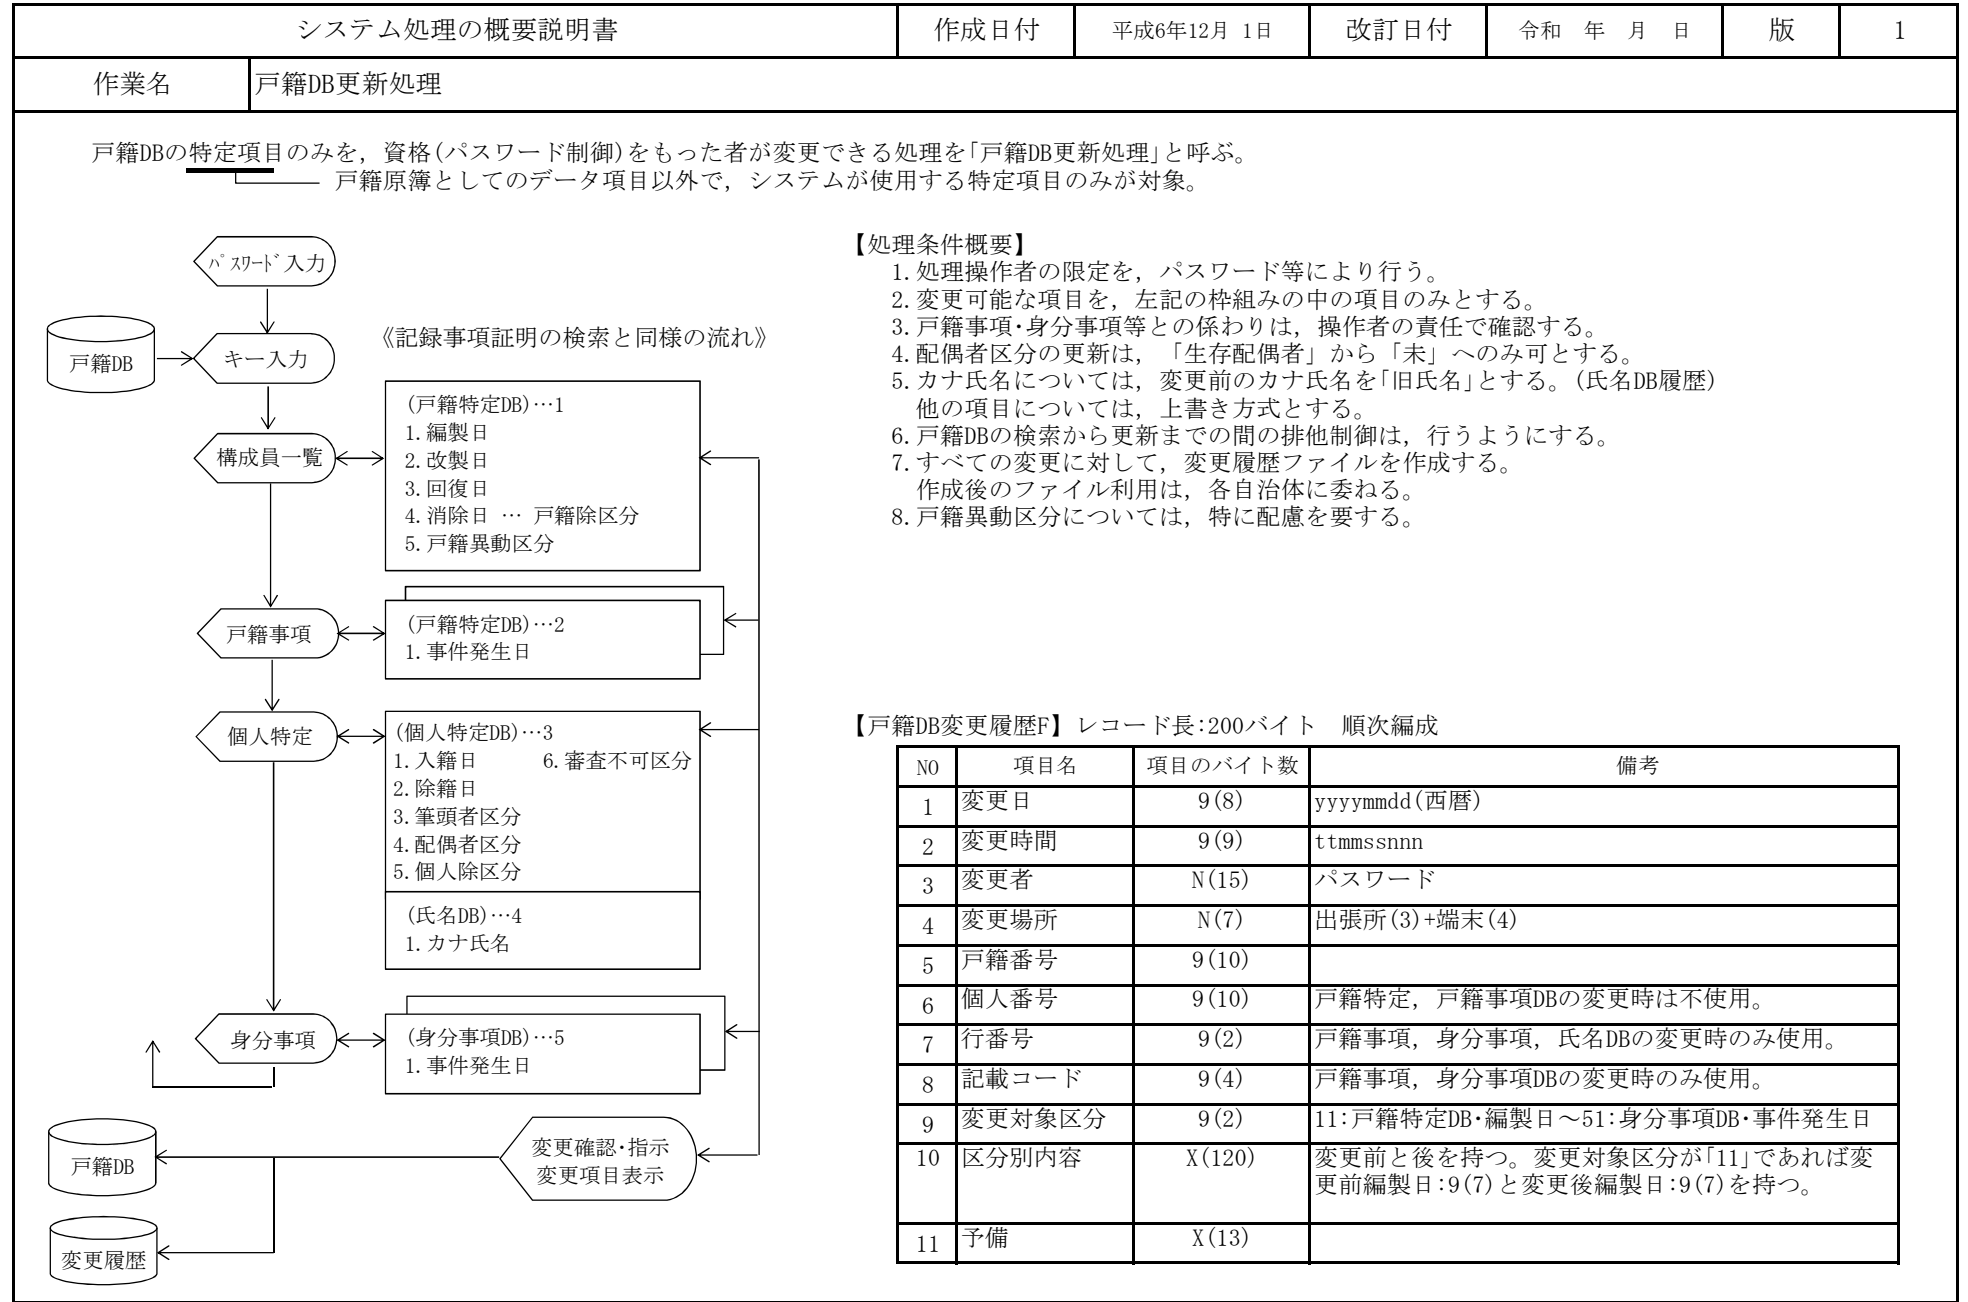 システム処理の概要説明書 作成日付 平成6年12月 1日 改訂日付 令和 年 月 日 版 1
作業名 戸籍DB更新処理
戸籍DBの特定項目のみを，資格(パスワード制御)をもった者が変更できる処理を｢戸籍DB更新処理｣と呼ぶ。
戸籍原簿としてのデータ項目以外で，システムが使用する特定項目のみが対象。
ﾊﾟｽﾜｰﾄﾞ入力
戸籍DB
キー入力
《記録事項証明の検索と同様の流れ》
構成員一覧
(戸籍特定DB)…1
1.編製日
2.改製日
3.回復日
4.消除日 … 戸籍除区分
5.戸籍異動区分
戸籍事項
(戸籍特定DB)…2
1.事件発生日
個人特定
(個人特定DB)…3
1.入籍日 6.審査不可区分
2.除籍日
3.筆頭者区分
4.配偶者区分
5.個人除区分
(氏名DB)…4
1.カナ氏名
身分事項
(身分事項DB)…5
1.事件発生日
変更確認･指示
変更項目表示
戸籍DB
変更履歴
【処理条件概要】
1.処理操作者の限定を，パスワード等により行う。
2.変更可能な項目を，左記の枠組みの中の項目のみとする。
3.戸籍事項･身分事項等との係わりは，操作者の責任で確認する。
4.配偶者区分の更新は，「生存配偶者」から「未」へのみ可とする。
5.カナ氏名については，変更前のカナ氏名を｢旧氏名｣とする。(氏名DB履歴)
他の項目については，上書き方式とする。
6.戸籍DBの検索から更新までの間の排他制御は，行うようにする。
7.すべての変更に対して，変更履歴ファイルを作成する。
作成後のファイル利用は，各自治体に委ねる。
8.戸籍異動区分については，特に配慮を要する。
【戸籍DB変更履歴F】レコード長:200バイト 順次編成
NO 項目名 項目のバイト数 備考
1 変更日 9(8) yyyymmdd(西暦)
2 変更時間 9(9) ttmmssnnn
3 変更者 N(15) パスワード
4 変更場所 N(7) 出張所(3)+端末(4)
5 戸籍番号 9(10)
6 個人番号 9(10) 戸籍特定，戸籍事項DBの変更時は不使用。
7 行番号 9(2) 戸籍事項，身分事項，氏名DBの変更時のみ使用。
8 記載コード 9(4) 戸籍事項，身分事項DBの変更時のみ使用。
9 変更対象区分 9(2) 11:戸籍特定DB･編製日～51:身分事項DB･事件発生日
10 区分別内容 X(120) 変更前と後を持つ。変更対象区分が｢11｣であれば変
更前編製日:9(7)と変更後編製日:9(7)を持つ。
11 予備 X(13)